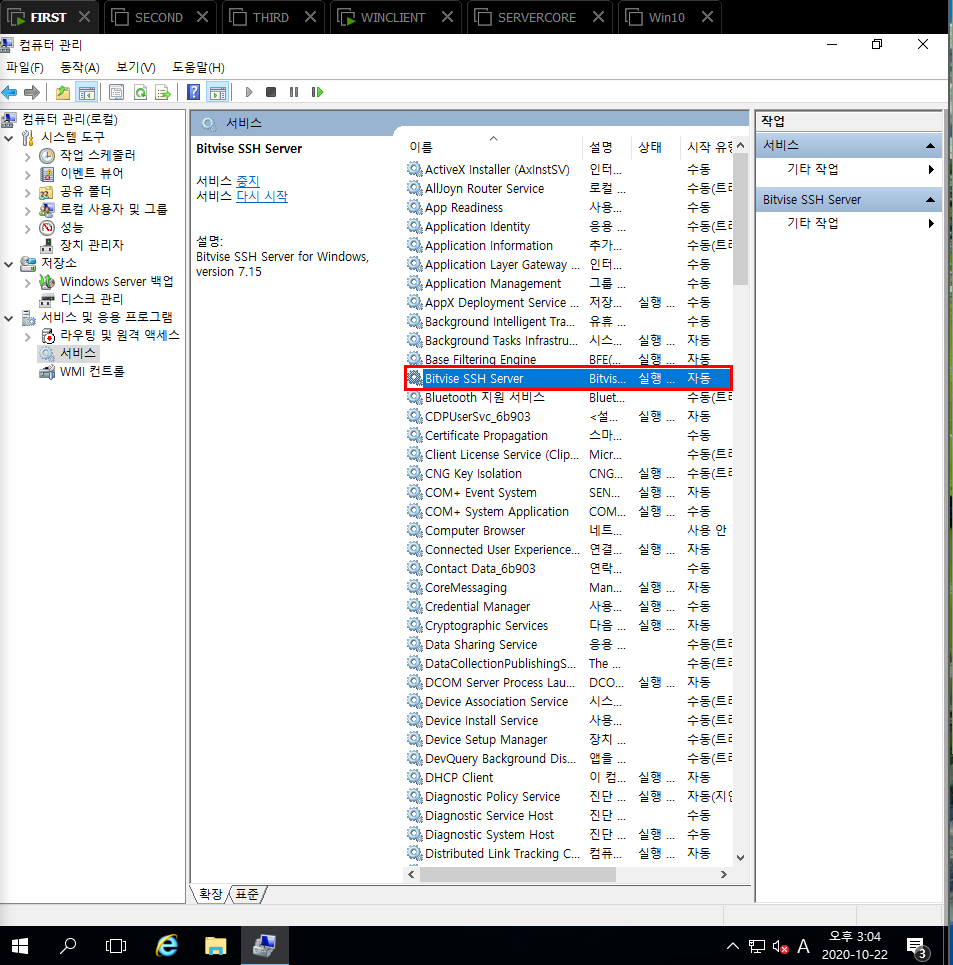 FIRST
SECOND
THIRD
WINCLIENT
SERVERCORE
Win10
컴퓨터 관리
파일(F) 동작(A) 보기(V) 도움말(H)
컴퓨터 관리(로컬)
시스템 도구
작업 스케줄러
이벤트 뷰어
공유 폴더
로컬 사용자 및 그룹
성능
장치 관리자
저장소
Windows Server 백업
디스크 관리
서비스 및 응용 프로그램
라우팅 및 원격 액세스
서비스
WMI 컨트롤
서비스
Bitvise SSH Server
서비스 중지
서비스 다시 시작
설명:
Bitvise SSH Server for Windows,
version 7.15
이름 설명 상태 시작 유형
ActiveX Installer (AxInstSV) 인터... 수동
AllJoyn Router Service 로컬 ... 수동(트리
App Readiness 사용... 수동
Application Identity 응용 ... 수동(트리
Application Information 추가... 수동(트리
Application Layer Gateway ... 인터... 수동
Application Management 그룹 ... 수동
AppX Deployment Service ... 저장... 실행 ... 수동
Background Intelligent Tra... 유휴 ... 수동
Background Tasks Infrastru... 시스... 실행 ... 자동
Base Filtering Engine BFE(... 실행 ... 자동
Bitvise SSH Server Bitvis... 실행 ... 자동
Bluetooth 지원 서비스 Bluet... 수동(트리
CDPUserSvc_6b903 <설... 실행 ... 자동
Certificate Propagation 스마... 수동
Client License Service (Clip... Micr... 수동(트리
CNG Key Isolation CNG... 실행 ... 수동(트리
COM+ Event System SEN... 실행 ... 자동
COM+ System Application COM... 실행 ... 수동
Computer Browser 네트... 사용 안
Connected User Experience... 연결... 실행 ... 자동
Contact Data_6b903 연락... 수동
CoreMessaging Man... 실행 ... 자동
Credential Manager 사용... 실행 ... 수동
Cryptographic Services 다음 ... 실행 ... 자동
Data Sharing Service 응용 ... 수동(트리
DataCollectionPublishingS... The ... 수동(트리
DCOM Server Process Lau... DCO... 실행 ... 자동
Device Association Service 시스... 수동(트리
Device Install Service 사용... 수동(트리
Device Setup Manager 장치 ... 수동(트리
DevQuery Background Dis... 앱을 ... 수동(트리
DHCP Client 이 컴... 실행 ... 자동
Diagnostic Policy Service 진단 ... 실행 ... 자동(지연
Diagnostic Service Host 진단 ... 수동
Diagnostic System Host 진단 ... 실행 ... 수동
Distributed Link Tracking C... 컴퓨... 실행 ... 자동
확장 표준
작업
서비스
기타 작업
Bitvise SSH Server
기타 작업
A
오후 3:04
2020-10-22
3